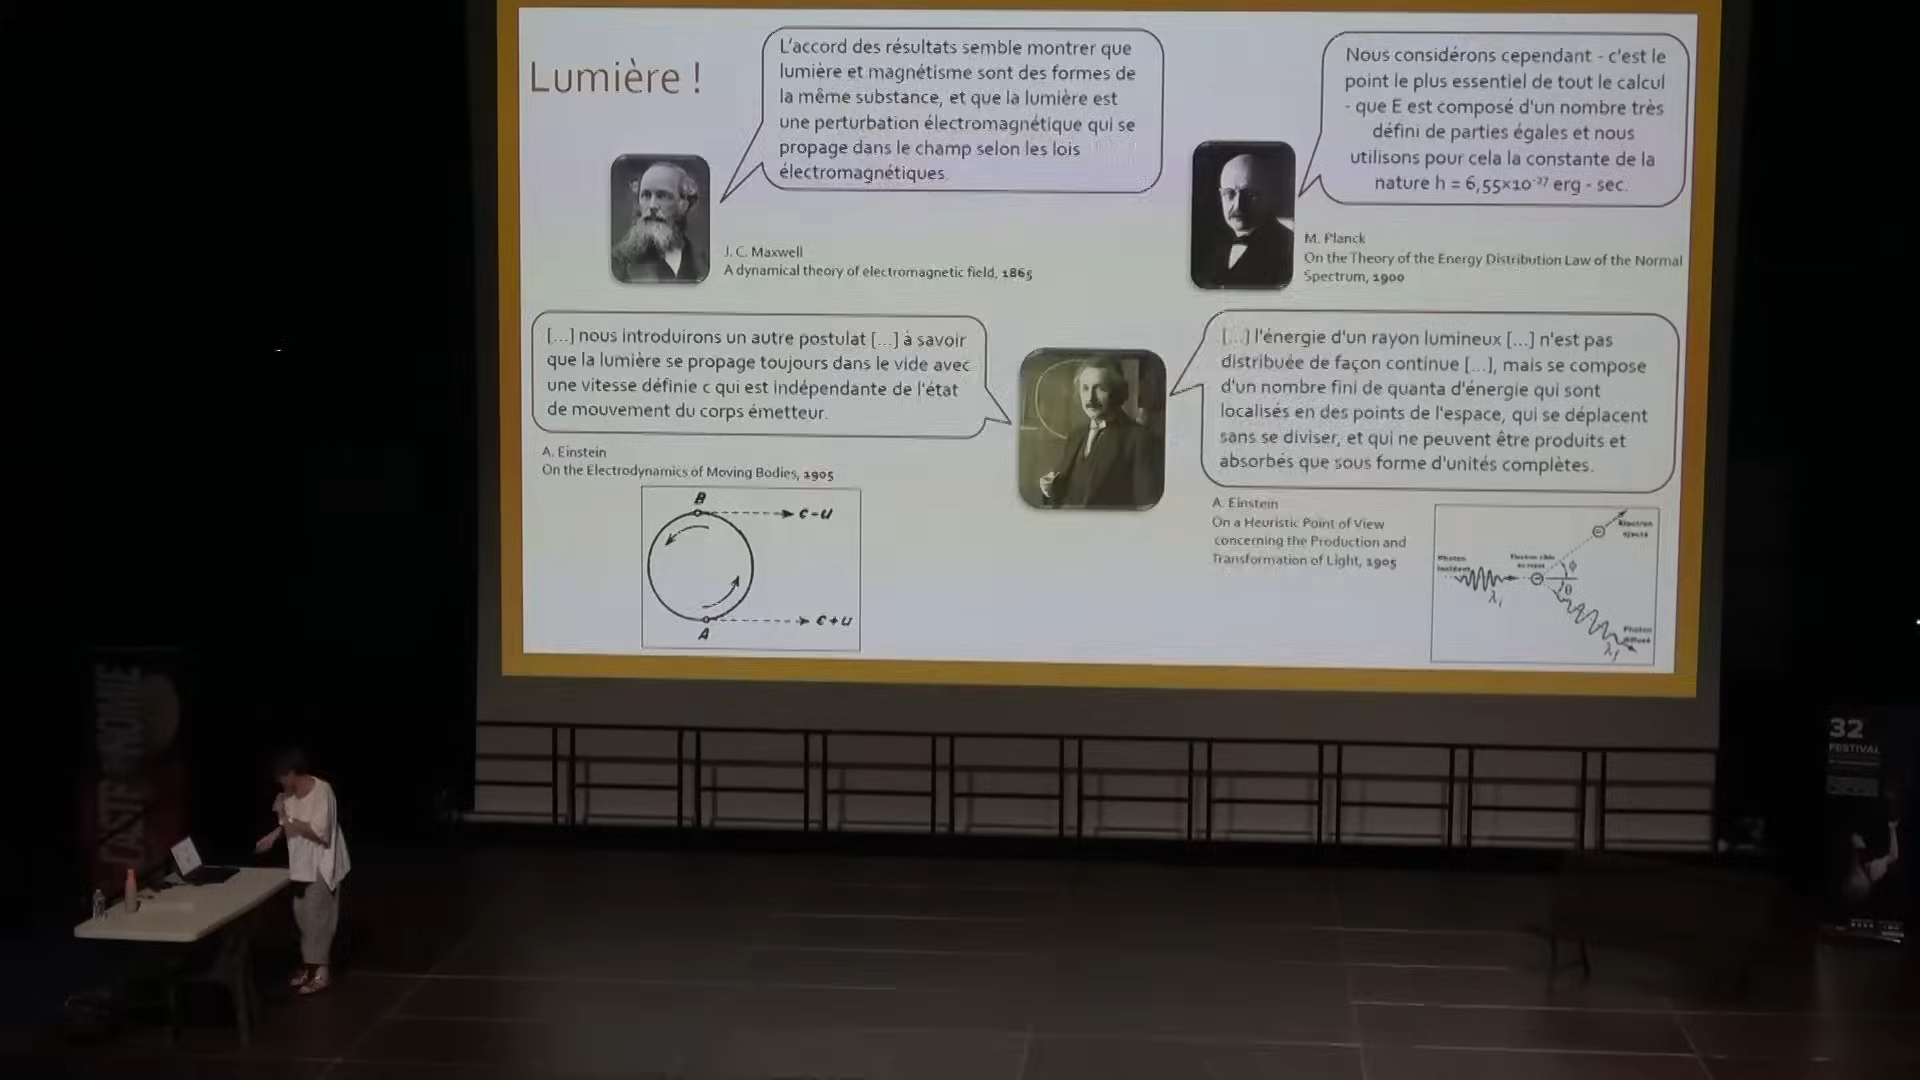 Lumière !
L'accord des résultats semble montrer que
lumière et magnétisme sont des formes de
la même substance, et que la lumière est
une perturbation électromagnétique qui se
propage dans le champ selon les lois
électromagnétiques.
J. C. Maxwell
A dynamical theory of electromagnetic field, 1865
Nous considérons cependant - c'est le
point le plus essentiel de tout le calcul
- que E est composé d'un nombre très
défini de parties égales et nous
utilisons pour cela la constante de la
nature h = 6,55×10⁻²⁷ erg - sec.
M. Planck
On the Theory of the Energy Distribution Law of the Normal
Spectrum, 1900
[...] nous introduirons un autre postulat [...] à savoir
que la lumière se propage toujours dans le vide avec
une vitesse définie c qui est indépendante de l'état
de mouvement du corps émetteur.
A. Einstein
On the Electrodynamics of Moving Bodies, 1905
B
c-u
A
c+u
[...] l'énergie d'un rayon lumineux [...] n'est pas
distribuée de façon continue [...], mais se compose
d'un nombre fini de quanta d'énergie qui sont
localisés en des points de l'espace, qui se déplacent
sans se diviser, et qui ne peuvent être produits et
absorbés que sous forme d'unités complètes.
A. Einstein
On a Heuristic Point of View
concerning the Production and
Transformation of Light, 1905
Photon
incident
λi
Electron
éjecté
ϕ
θ
Photon
diffusé
λf
32
FESTIVAL